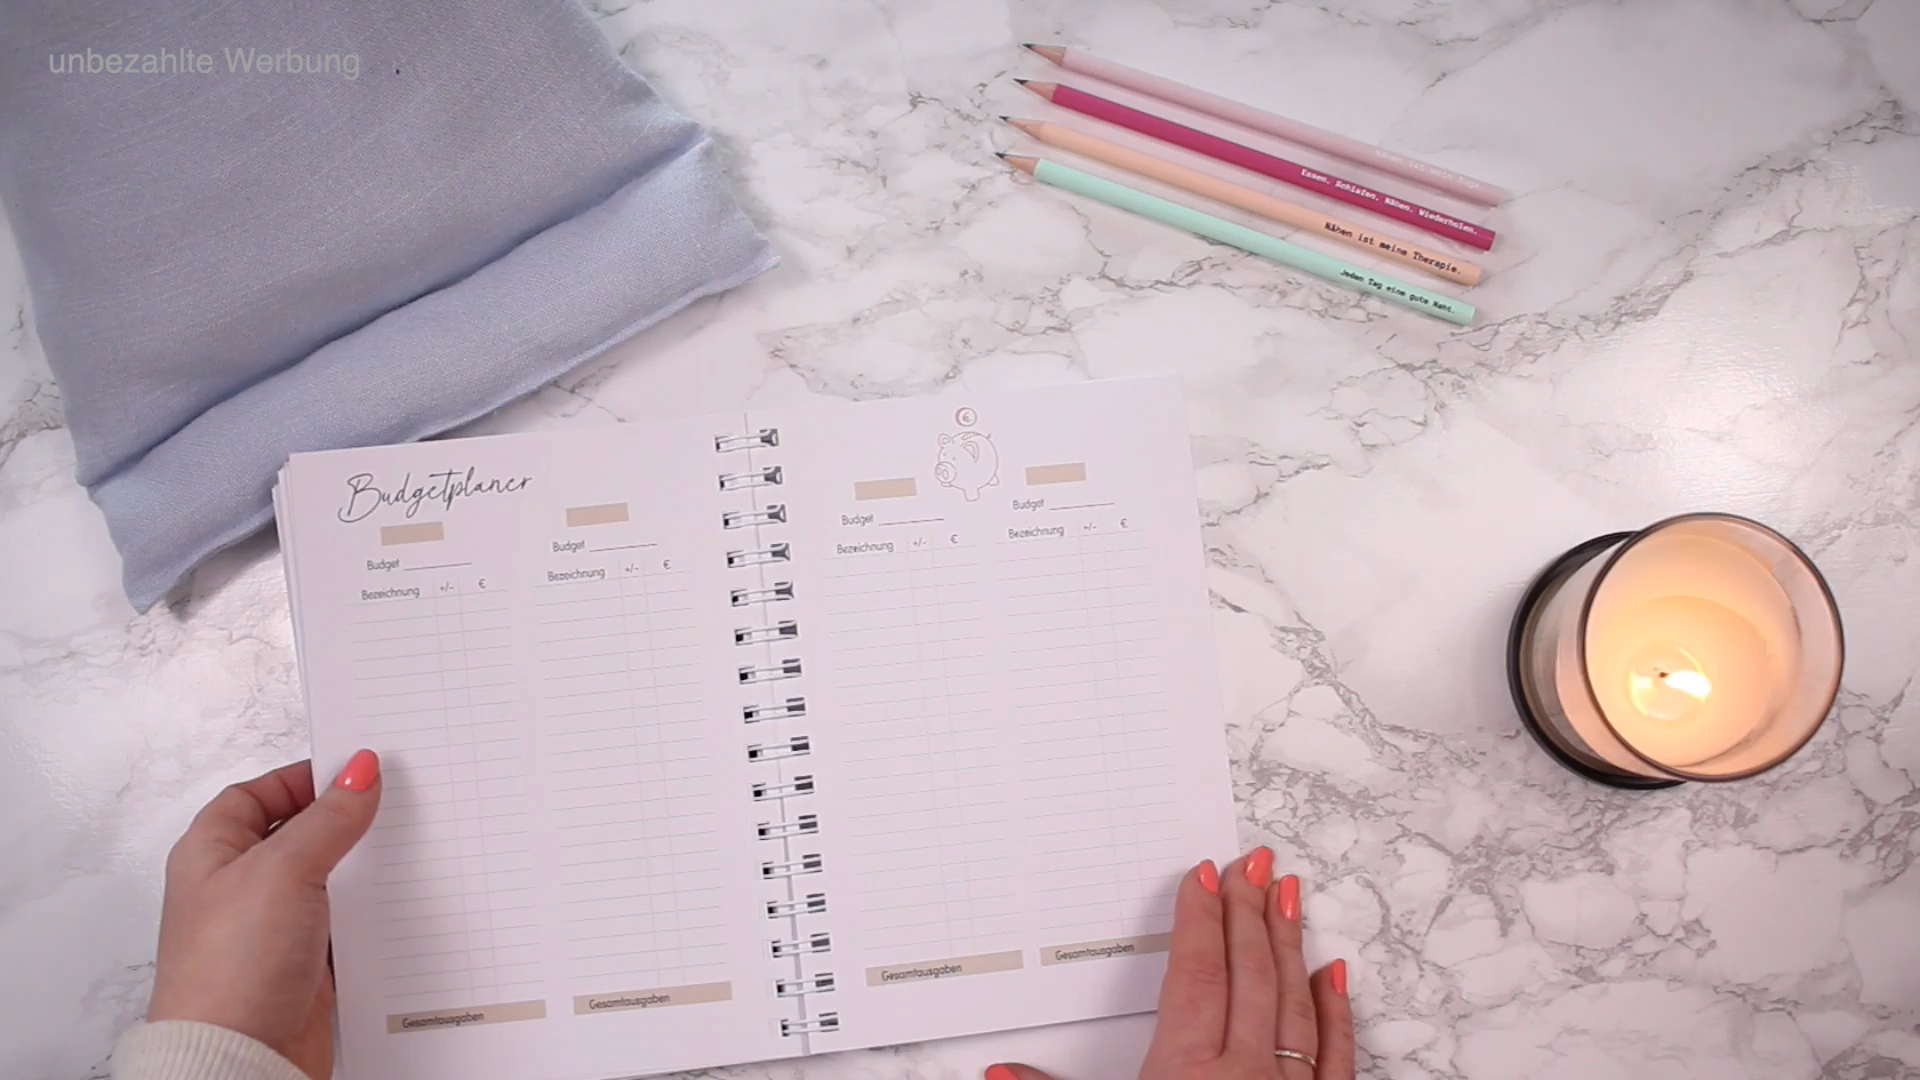 unbezahlte Werbung
Essen. Schlafen. Nähen. Wiederholen.
Nähen ist meine Therapie.
Jeden Tag eine gute Naht.
Budgetplaner
Budget
Bezeichnung +/- €
Gesamtausgaben
Budget
Bezeichnung +/- €
Gesamtausgaben
€
Budget
Bezeichnung +/- €
Gesamtausgaben
Budget
Bezeichnung +/- €
Gesamtausgaben